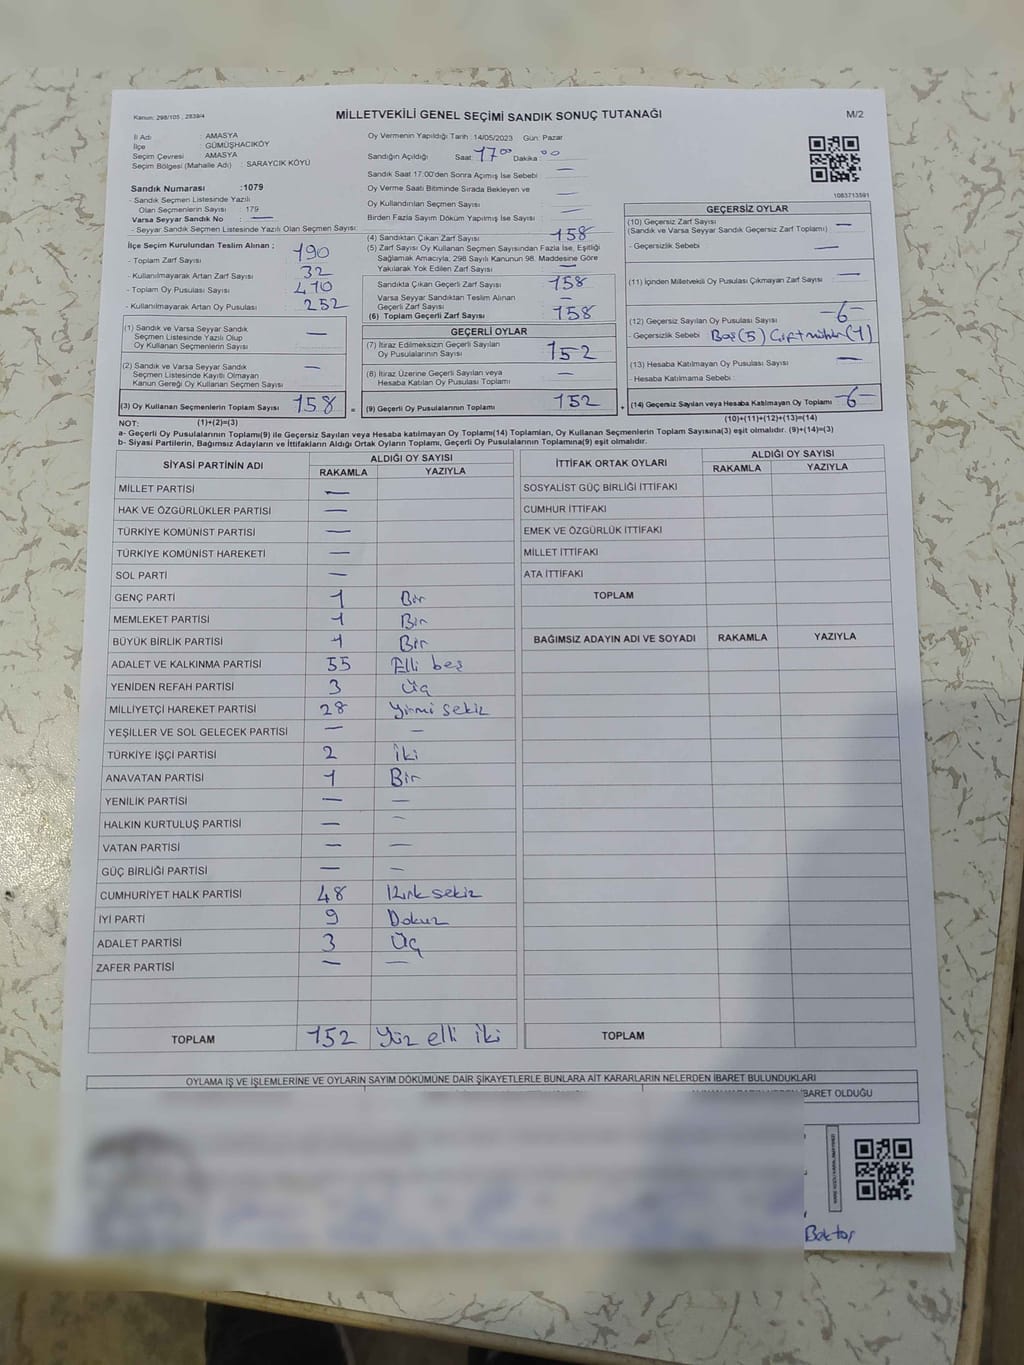 Kanun: 298/105 , 2839/4
MİLLETVEKİLİ GENEL SEÇİMİ SANDIK SONUÇ TUTANAĞI
M/2
İl Adı : AMASYA
İlçe : GÜMÜŞHACIKÖY
Seçim Çevresi : AMASYA
Seçim Bölgesi (Mahalle Adı) : SARAYCIK KÖYÜ
Sandık Numarası :1079
- Sandık Seçmen Listesinde Yazılı
Olan Seçmenlerin Sayısı : 179
Varsa Seyyar Sandık No : —
- Seyyar Sandık Seçmen Listesinde Yazılı Olan Seçmen Sayısı:
İlçe Seçim Kurulundan Teslim Alınan ;
- Toplam Zarf Sayısı 190
- Kullanılmayarak Artan Zarf Sayısı 32
- Toplam Oy Pusulası Sayısı 410
- Kullanılmayarak Artan Oy Pusulası 252
(1) Sandık ve Varsa Seyyar Sandık
Seçmen Listesinde Yazılı Olup
Oy Kullanan Seçmenlerin Sayısı —
(2) Sandık ve Varsa Seyyar Sandık
Seçmen Listesinde Kayıtlı Olmayan
Kanun Gereği Oy Kullanan Seçmen Sayısı —
(3) Oy Kullanan Seçmenlerin Toplam Sayısı 158
(1)+(2)=(3)
Oy Vermenin Yapıldığı Tarih :14/05/2023 Gün: Pazar
Sandığın Açıldığı Saat: 17 00 Dakika : 00
Sandık Saat 17.00'den Sonra Açılmış İse Sebebi : —
Oy Verme Saati Bitiminde Sırada Bekleyen ve
Oy Kullandırılan Seçmen Sayısı : —
Birden Fazla Sayım Döküm Yapılmış İse Sayısı : —
(4) Sandıktan Çıkan Zarf Sayısı 158
(5) Zarf Sayısı Oy Kullanan Seçmen Sayısından Fazla İse, Eşitliği
Sağlamak Amacıyla, 298 Sayılı Kanunun 98. Maddesine Göre
Yakılarak Yok Edilen Zarf Sayısı —
Sandıkta Çıkan Geçerli Zarf Sayısı 158
Varsa Seyyar Sandıktan Teslim Alınan
Geçerli Zarf Sayısı —
(6) Toplam Geçerli Zarf Sayısı 158
GEÇERLİ OYLAR
(7) İtiraz Edilmeksizin Geçerli Sayılan
Oy Pusulalarının Sayısı 152
(8) İtiraz Üzerine Geçerli Sayılan veya
Hesaba Katılan Oy Pusulası Toplamı —
= (9) Geçerli Oy Pusulalarının Toplamı 152
1083713591
GEÇERSİZ OYLAR
(10) Geçersiz Zarf Sayısı —
(Sandık ve Varsa Seyyar Sandık Geçersiz Zarf Toplamı)
- Geçersizlik Sebebi —
(11) İçinden Milletvekili Oy Pusulası Çıkmayan Zarf Sayısı —
(12) Geçersiz Sayılan Oy Pusulası Sayısı —6—
- Geçersizlik Sebebi Boş(5) Çift mühür(1)
(13) Hesaba Katılmayan Oy Pusulası Sayısı —
- Hesaba Katılmama Sebebi :
+ (14) Geçersiz Sayılan veya Hesaba Katılmayan Oy Toplamı —6—
(10)+(11)+(12)+(13)=(14)
NOT:
a- Geçerli Oy Pusulalarının Toplamı(9) ile Geçersiz Sayılan veya Hesaba katılmayan Oy Toplamı(14) Toplamları, Oy Kullanan Seçmenlerin Toplam Sayısına(3) eşit olmalıdır. (9)+(14)=(3)
b- Siyasi Partilerin, Bağımsız Adayların ve İttifakların Aldığı Ortak Oyların Toplamı, Geçerli Oy Pusulalarının Toplamına(9) eşit olmalıdır.
SİYASİ PARTİNİN ADI ALDIĞI OY SAYISI
RAKAMLA YAZIYLA
MİLLET PARTİSİ —
HAK VE ÖZGÜRLÜKLER PARTİSİ —
TÜRKİYE KOMÜNİST PARTİSİ —
TÜRKİYE KOMÜNİST HAREKETİ —
SOL PARTİ —
GENÇ PARTİ 1 Bir
MEMLEKET PARTİSİ 1 Bir
BÜYÜK BİRLİK PARTİSİ 1 Bir
ADALET VE KALKINMA PARTİSİ 55 Elli beş
YENİDEN REFAH PARTİSİ 3 Üç
MİLLİYETÇİ HAREKET PARTİSİ 28 Yirmi sekiz
YEŞİLLER VE SOL GELECEK PARTİSİ — —
TÜRKİYE İŞÇİ PARTİSİ 2 İki
ANAVATAN PARTİSİ 1 Bir
YENİLİK PARTİSİ — —
HALKIN KURTULUŞ PARTİSİ — —
VATAN PARTİSİ — —
GÜÇ BİRLİĞİ PARTİSİ — —
CUMHURİYET HALK PARTİSİ 48 Kırk sekiz
İYİ PARTİ 9 Dokuz
ADALET PARTİSİ 3 Üç
ZAFER PARTİSİ — —
TOPLAM 152 Yüz elli iki
İTTİFAK ORTAK OYLARI ALDIĞI OY SAYISI
RAKAMLA YAZIYLA
SOSYALİST GÜÇ BİRLİĞİ İTTİFAKI
CUMHUR İTTİFAKI
EMEK VE ÖZGÜRLÜK İTTİFAKI
MİLLET İTTİFAKI
ATA İTTİFAKI
TOPLAM
BAĞIMSIZ ADAYIN ADI VE SOYADI RAKAMLA YAZIYLA
TOPLAM
OYLAMA İŞ VE İŞLEMLERİNE VE OYLARIN SAYIM DÖKÜMÜNE DAİR ŞİKAYETLERLE BUNLARA AİT KARARLARIN NELERDEN İBARET BULUNDUKLARI
İBARET OLDUĞU